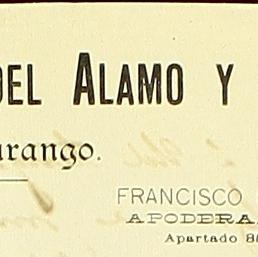 DEL ALAMO Y
urango.
FRANCISCO
APODERA
Apartado 8